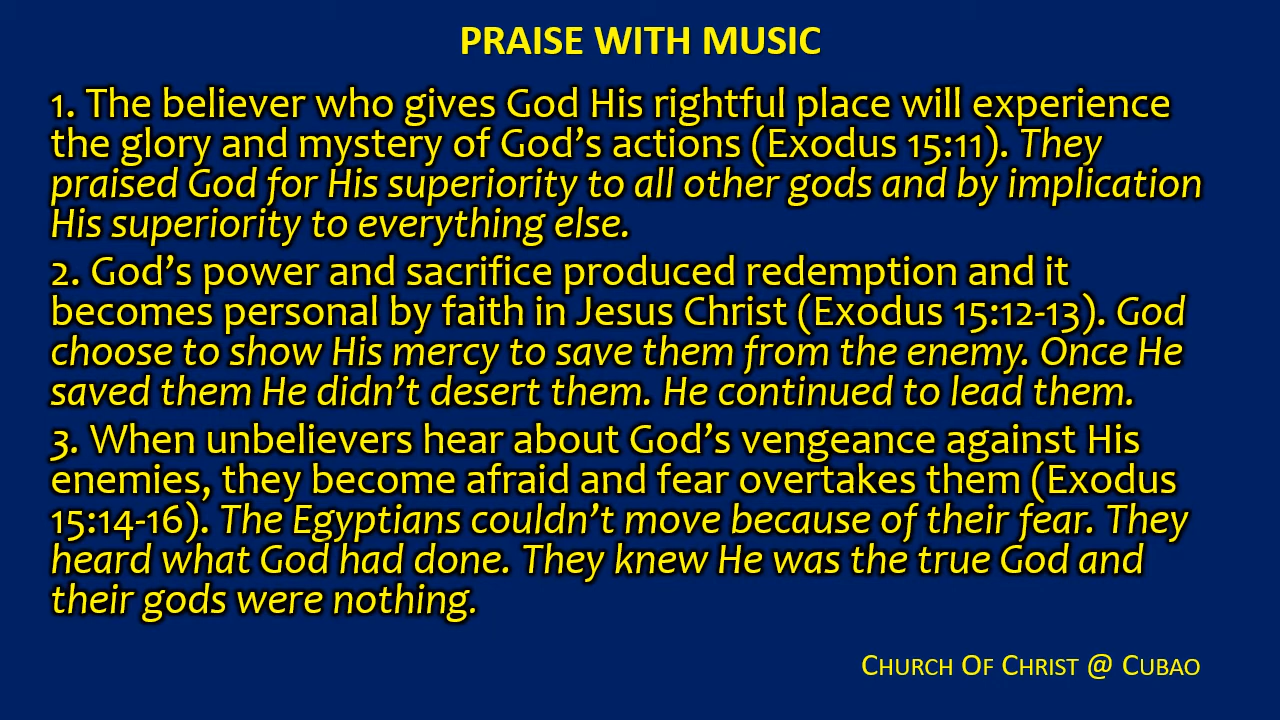 PRAISE WITH MUSIC
1. The believer who gives God His rightful place will experience
the glory and mystery of God’s actions (Exodus 15:11). They
praised God for His superiority to all other gods and by implication
His superiority to everything else.
2. God’s power and sacrifice produced redemption and it
becomes personal by faith in Jesus Christ (Exodus 15:12-13). God
choose to show His mercy to save them from the enemy. Once He
saved them He didn’t desert them. He continued to lead them.
3. When unbelievers hear about God’s vengeance against His
enemies, they become afraid and fear overtakes them (Exodus
15:14-16). The Egyptians couldn’t move because of their fear. They
heard what God had done. They knew He was the true God and
their gods were nothing.
CHURCH OF CHRIST @ CUBAO